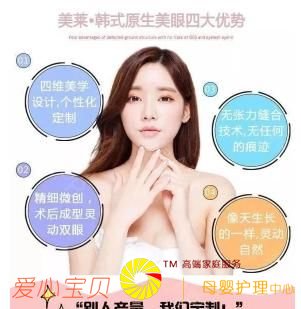 美莱•韩式原生美眼四大优势
01
四维美学
设计,个性化
定制
03
无张力缝合
技术,无任何
的痕迹
02
精细微创,
术后成型灵
动双眼
04
像天生长
的一样,灵动
自然
TM 高端家庭服务
爱心宝贝
母婴护理中心